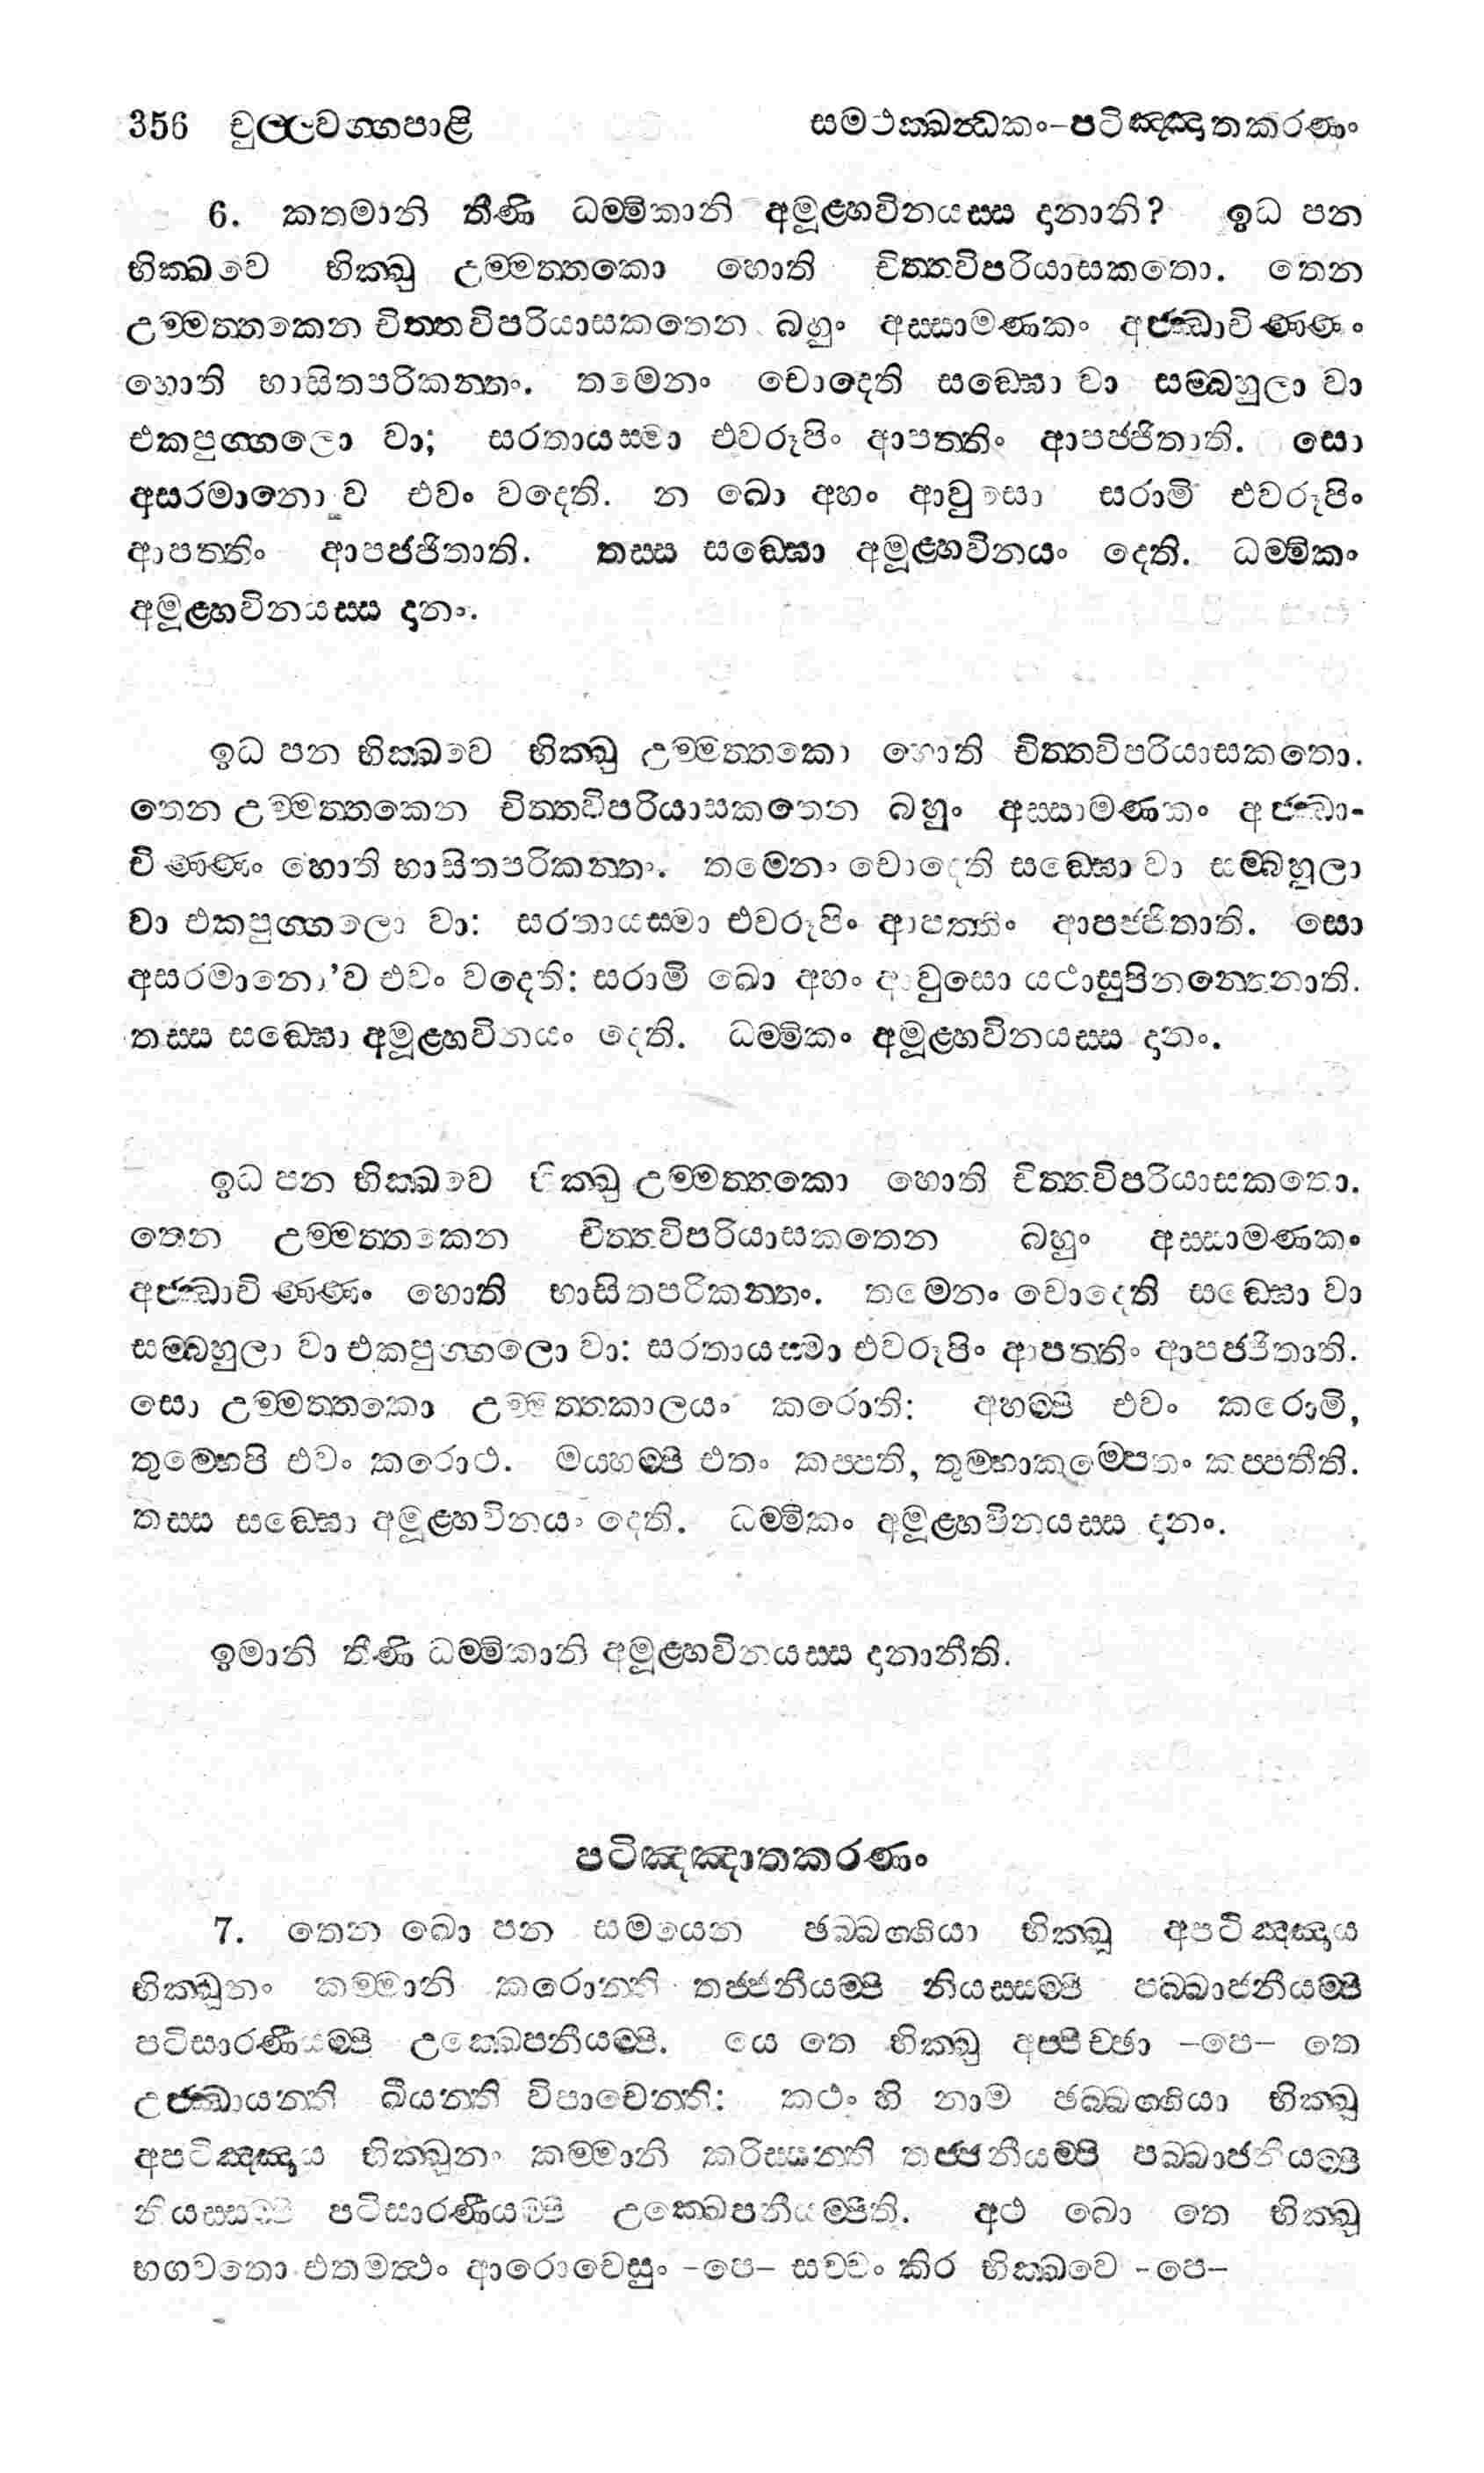 356 චුල්ලවග්ගපාළි සමථක්ඛන්ධකං-පටිඤ්ඤාතකරණං
6. කතමානි තීණි ධම්මිකානි අමූළ්හවිනයස්ස දානානි? ඉධ පන
භික්ඛවෙ භික්ඛු උම්මත්තකො හොති චිත්තවිපරියාසකතො. තෙන
උම්මත්තකෙන චිත්තවිපරියාසකතෙන බහුං අස්සාමණකං අජ්ඣාචිණ්ණං
හොති භාසිතපරිකන්තං. තමෙනං චොදෙති සඞ්ඝො වා සම්බහුලා වා
එකපුග්ගලො වා; සරතායස්මා එවරූපිං ආපත්තිං ආපජ්ජිතාති. සො
අසරමානො ව එවං වදෙති. න ඛො අහං ආවුසො සරාමි එවරූපිං
ආපත්තිං ආපජ්ජිතාති. තස්ස සඞ්ඝො අමූළ්හවිනයං දෙති. ධම්මිකං
අමූළ්හවිනයස්ස දානං.
ඉධ පන භික්ඛවෙ භික්ඛු උම්මත්තකො හොති චිත්තවිපරියාසකතො.
තෙන උම්මත්තකෙන චිත්තවිපරියාසකතෙන බහුං අස්සාමණකං අජ්ඣා-
චිණ්ණං හොති භාසිතපරිකන්තං. තමෙනං චොදෙති සඞ්ඝො වා සම්බහුලා
වා එකපුග්ගලො වා: සරතායස්මා එවරූපිං ආපත්තිං ආපජ්ජිතාති. සො
අසරමානො’ව එවං වදෙති: සරාමි ඛො අහං ආවුසො යථාසුපිනන්තෙනාති.
තස්ස සඞ්ඝො අමූළ්හවිනයං දෙති. ධම්මිකං අමූළ්හවිනයස්ස දානං.
ඉධ පන භික්ඛවෙ භික්ඛු උම්මත්තකො හොති චිත්තවිපරියාසකතො.
තෙන උම්මත්තකෙන චිත්තවිපරියාසකතෙන බහුං අස්සාමණකං
අජ්ඣාචිණ්ණං හොති භාසිතපරිකන්තං. තමෙනං චොදෙති සඞ්ඝො වා
සම්බහුලා වා එකපුග්ගලො වා: සරතායස්මා එවරූපිං ආපත්තිං ආපජ්ජිතාති.
සො උම්මත්තකො උම්මත්තකාලයං කරොති: අහම්පි එවං කරොමි,
තුම්හෙපි එවං කරොථ. මය්හම්පි එතං කප්පති, තුම්හාකම්පෙතං කප්පතීති.
තස්ස සඞ්ඝො අමූළ්හවිනයං දෙති. ධම්මිකං අමූළ්හවිනයස්ස දානං.
ඉමානි තීණි ධම්මිකානි අමූළ්හවිනයස්ස දානානීති.
පටිඤ්ඤාතකරණං
7. තෙන ඛො පන සමයෙන ඡබ්බග්ගියා භික්ඛූ අපටිඤ්ඤාය
භික්ඛූනං කම්මානි කරොන්ති තජ්ජනීයම්පි නියස්සම්පි පබ්බාජනීයම්පි
පටිසාරණීයම්පි උක්ඛෙපනීයම්පි. යෙ තෙ භික්ඛු අප්පිච්ඡා –පෙ– තෙ
උජ්ඣායන්ති ඛීයන්ති විපාචෙන්ති: කථං හි නාම ඡබ්බග්ගියා භික්ඛූ
අපටිඤ්ඤාය භික්ඛූනං කම්මානි කරිස්සන්ති තජ්ජනීයම්පි පබ්බාජනීයම්පි
නියස්සම්පි පටිසාරණීයම්පි උක්ඛෙපනීයම්පීති. අථ ඛො තෙ භික්ඛූ
භගවතො එතමත්ථං ආරොචෙසුං –පෙ– සච්චං කිර භික්ඛවෙ –පෙ–